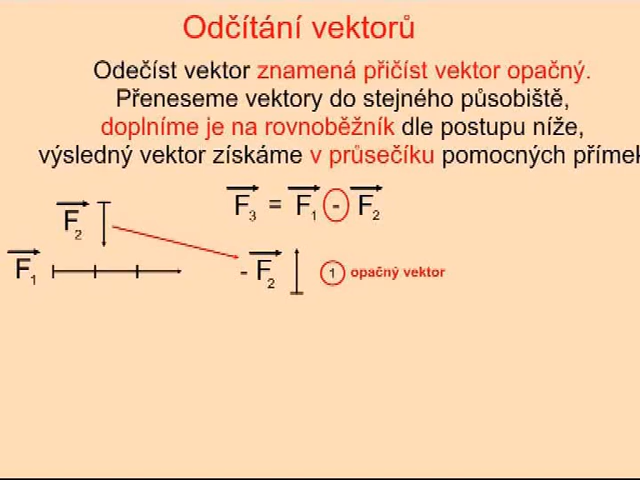 Odčítání vektorů
Odečíst vektor znamená přičíst vektor opačný.
Přeneseme vektory do stejného působiště,
doplníme je na rovnoběžník dle postupu níže,
výsledný vektor získáme v průsečíku pomocných přímek
F3 = F1 - F2
F2
F1
- F2
1 opačný vektor